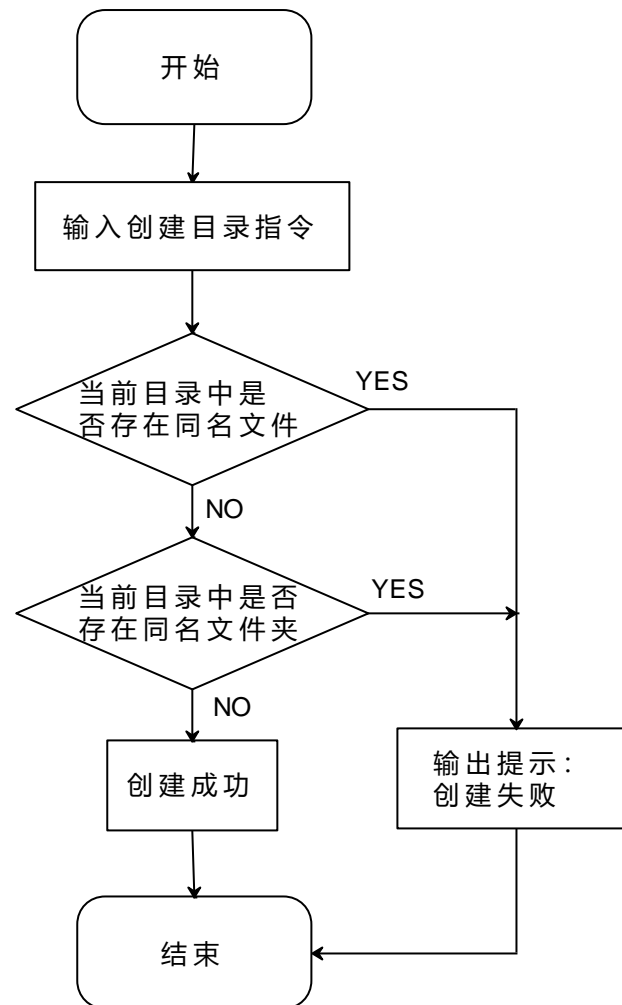 开始
输入创建目录指令
当前目录中是
否存在同名文件
YES
NO
当前目录中是否
存在同名文件夹
YES
NO
创建成功
输出提示：
创建失败
结束